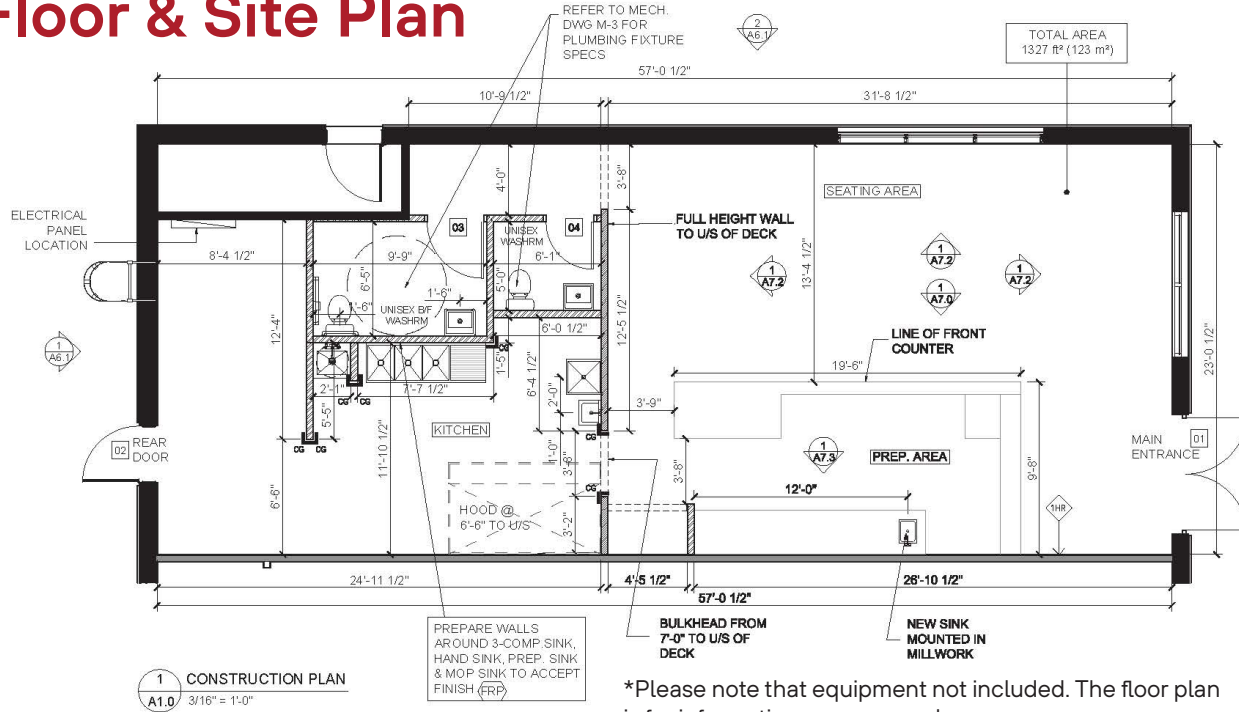 Floor & Site Plan
REFER TO MECH.
DWG M-3 FOR
PLUMBING FIXTURE
SPECS
2
A6.1
TOTAL AREA
1327 ft² (123 m²)
57'-0 1/2"
10'-9 1/2"
31'-8 1/2"
ELECTRICAL
PANEL
LOCATION
4'-0"
3'-8"
SEATING AREA
03
UNISEX
WASHRM
04
FULL HEIGHT WALL
TO U/S OF DECK
8'-4 1/2"
9'-9"
6'-1"
6'-5"
5'-0"
1'-6"
1'-6"
UNISEX B/F
WASHRM
1
A7.2
1
A7.2
1
A7.0
1
A7.2
13'-4 1/2"
23'-0 1/2"
1
A6.1
12'-4"
12'-5 1/2"
6'-0 1/2"
LINE OF FRONT
COUNTER
19'-6"
CG
1'-5"
6'-4 1/2"
2'-0"
2'-1"
7'-7 1/2"
3'-9"
CG
CG
5'-5"
KITCHEN
CG
CG
CG
02
REAR
DOOR
11'-10 1/2"
1'-0"
3'-8"
3'-8"
1
A7.3
PREP. AREA
9'-8"
MAIN
ENTRANCE
01
6'-6"
CG
12'-0"
HOOD @
6'-6" TO U/S
3'-2"
1HR
24'-11 1/2"
4'-5 1/2"
26'-10 1/2"
57'-0 1/2"
PREPARE WALLS
AROUND 3-COMP.SINK,
HAND SINK, PREP. SINK
& MOP SINK TO ACCEPT
FINISH FRP
BULKHEAD FROM
7'-0" TO U/S OF
DECK
NEW SINK
MOUNTED IN
MILLWORK
1
A1.0
CONSTRUCTION PLAN
3/16" = 1'-0"
*Please note that equipment not included. The floor plan